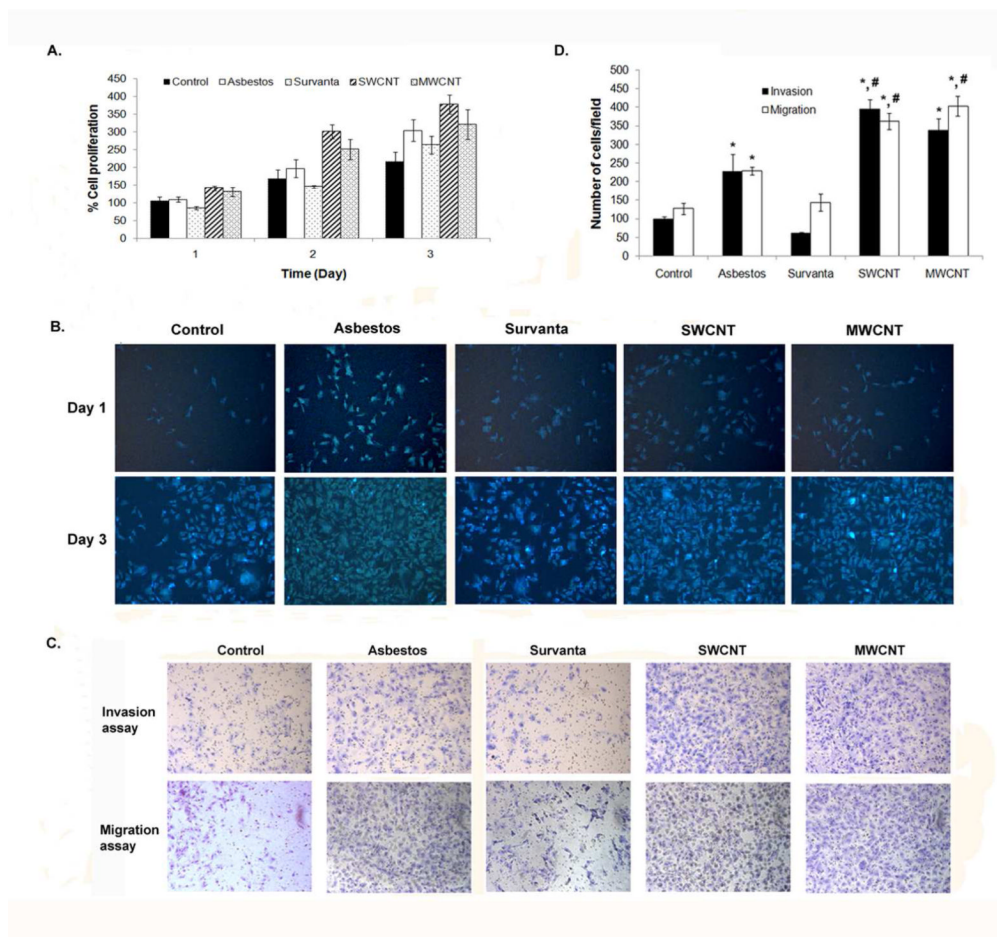 A.
Control Asbestos Survanta SWCNT MWCNT
450
400
350
300
250
200
150
100
50
0
% Cell proliferation
1 2 3
Time (Day)
D.
500
450
400
350
300
250
200
150
100
50
0
Number of cells/field
Invasion
Migration
* * *,# *,# * *,#
Control Asbestos Survanta SWCNT MWCNT
B.
Control Asbestos Survanta SWCNT MWCNT
Day 1
Day 3
C.
Control Asbestos Survanta SWCNT MWCNT
Invasion
assay
Migration
assay